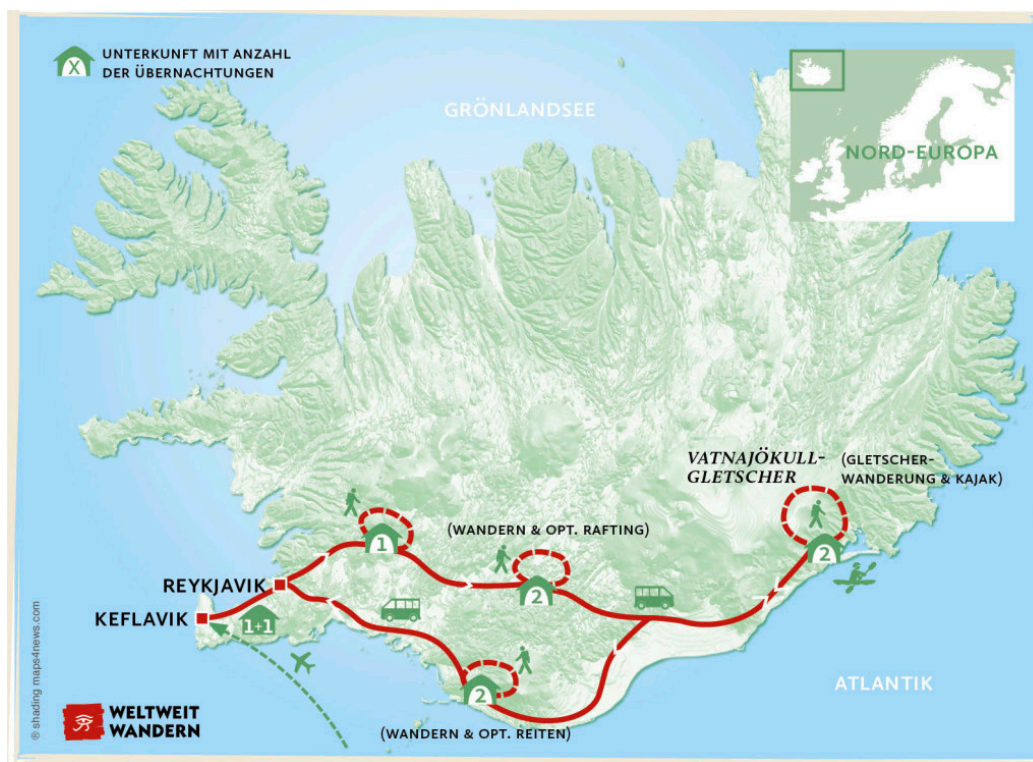 X
UNTERKUNFT MIT ANZAHL
DER ÜBERNACHTUNGEN
GRÖNLANDSEE
NORD-EUROPA
VATNAJÖKULL-
GLETSCHER
(GLETSCHER-
WANDERUNG & KAJAK)
(WANDERN & OPT. RAFTING)
1
2
2
REYKJAVIK
KEFLAVIK
1+1
2
(WANDERN & OPT. REITEN)
ATLANTIK
WELTWEIT
WANDERN
® shading maps4news.com